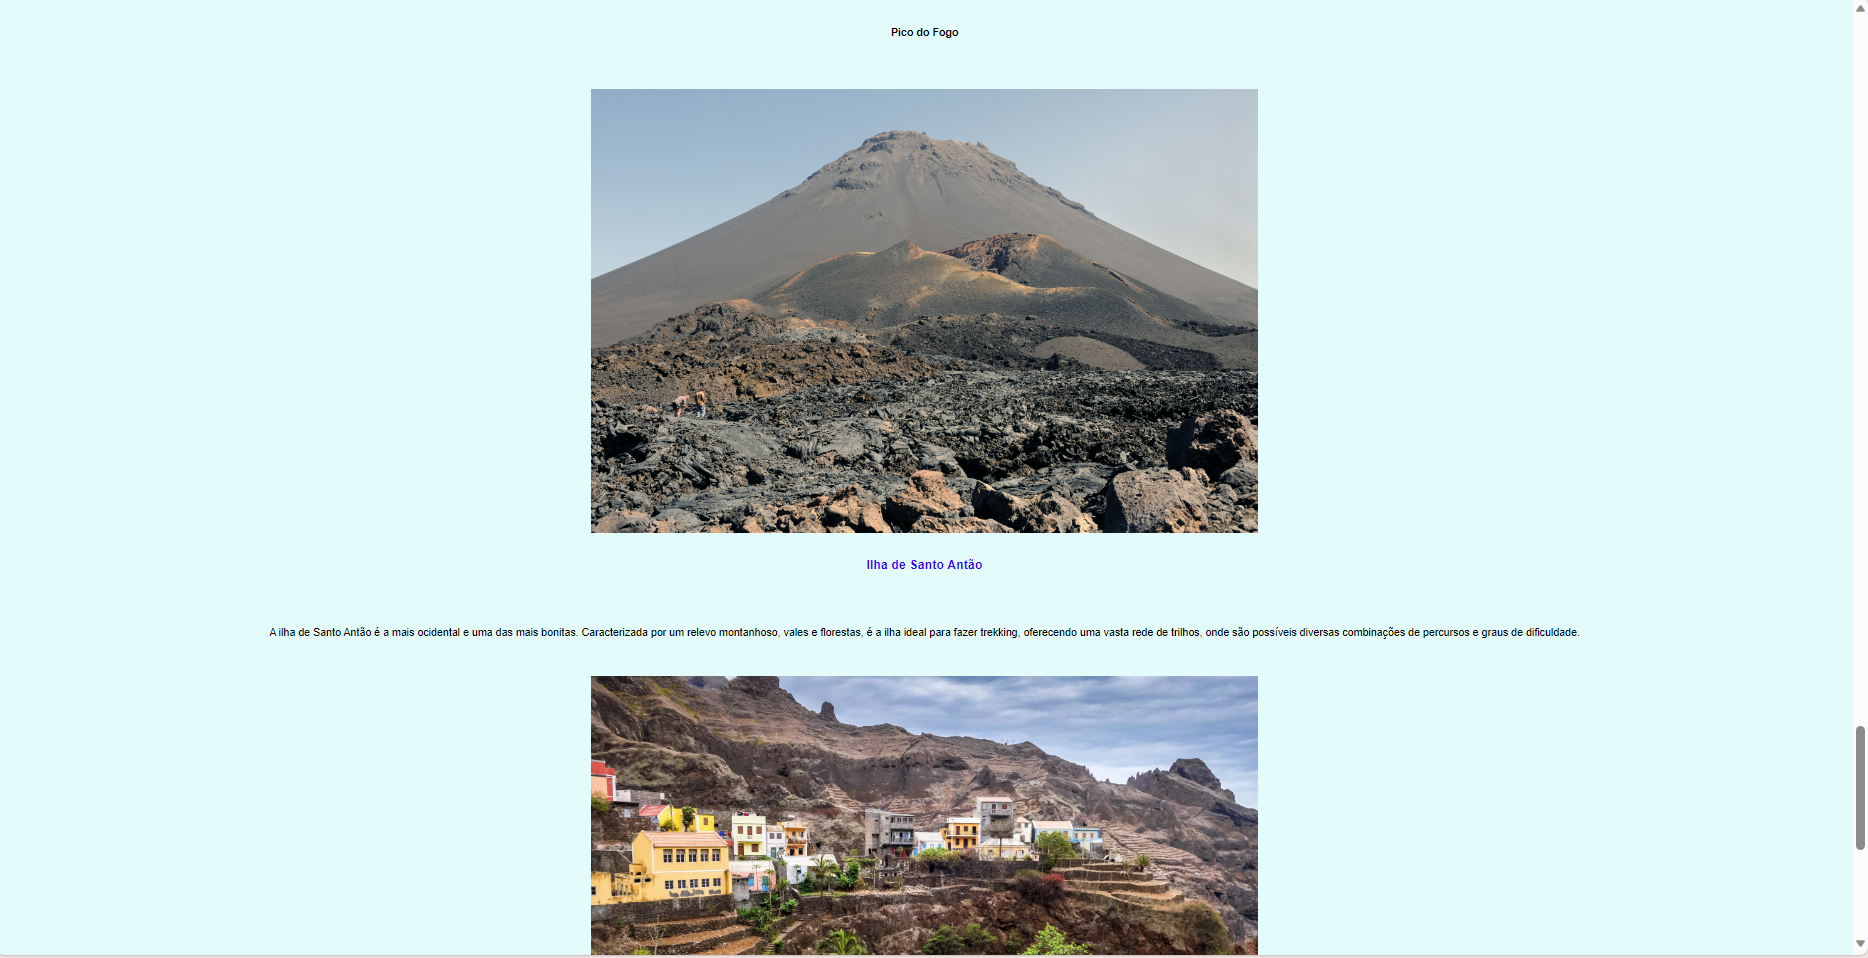 Pico do Fogo
Ilha de Santo Antão
A ilha de Santo Antão é a mais ocidental e uma das mais bonitas. Caracterizada por um relevo montanhoso, vales e florestas, é a ilha ideal para fazer trekking, oferecendo uma vasta rede de trilhos, onde são possíveis diversas combinações de percursos e graus de dificuldade.